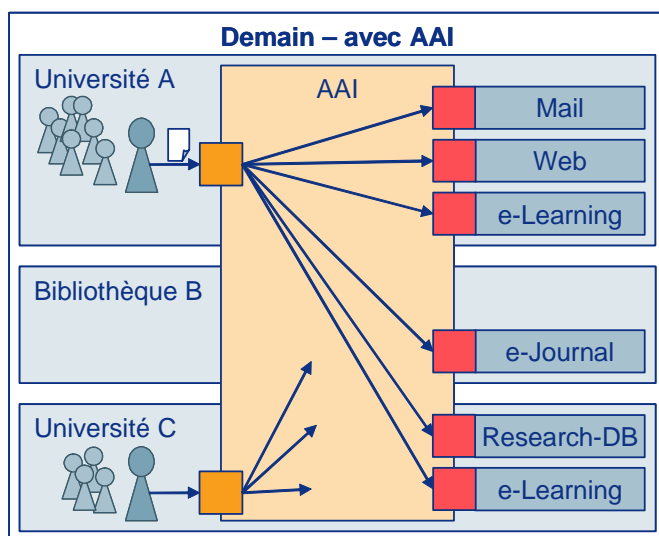 Demain – avec AAI
Université A
AAI
Mail
Web
e-Learning
Bibliothèque B
e-Journal
Université C
Research-DB
e-Learning